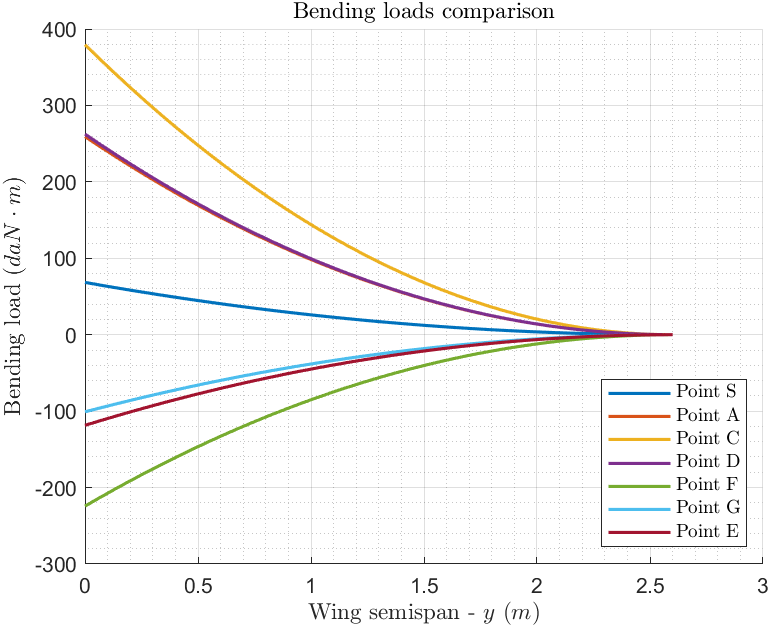 Bending loads comparison
400
300
200
100
0
-100
-200
-300
Bending load (daN · m)
0 0.5 1 1.5 2 2.5 3
Wing semispan - y (m)
Point S
Point A
Point C
Point D
Point F
Point G
Point E